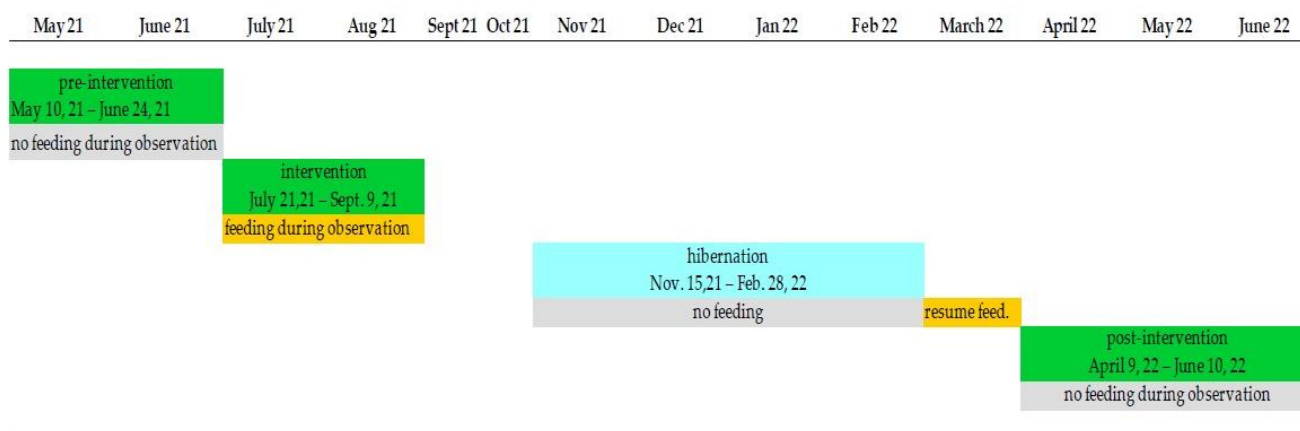 May 21 June 21 July 21 Aug 21 Sept 21 Oct 21 Nov 21 Dec 21 Jan 22 Feb 22 March 22 April 22 May 22 June 22
pre-intervention
May 10, 21 – June 24, 21
no feeding during observation
intervention
July 21,21 – Sept. 9, 21
feeding during observation
hibernation
Nov. 15,21 – Feb. 28, 22
no feeding resume feed.
post-intervention
April 9, 22 – June 10, 22
no feeding during observation